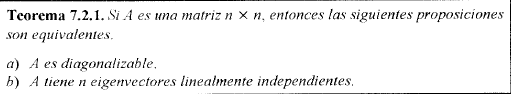 Teorema 7.2.1. Si A es una matriz n × n, entonces las siguientes proposiciones
son equivalentes.
a) A es diagonalizable.
b) A tiene n eigenvectores linealmente independientes.